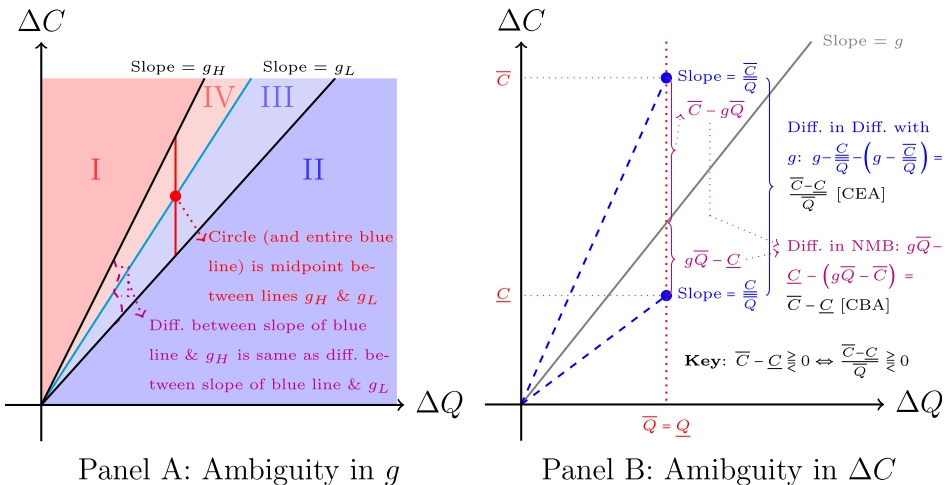 ΔC
Slope = g_H
Slope = g_L
IV
III
I
II
Circle (and entire blue
line) is midpoint be-
tween lines g_H & g_L
Diff. between slope of blue
line & g_H is same as diff. be-
tween slope of blue line & g_L
ΔQ
Panel A: Ambiguity in g
ΔC
Slope = g
C̅
Slope = C̅/Q̲̅
C̅ − gQ̅
Diff. in Diff. with
g: g − C̲/Q̲̅ − (g − C̅/Q̲̅) =
C̅−C̲/Q̅ [CEA]
gQ̅ − C̲
Diff. in NMB: gQ̅−
C̲ − (gQ̅ − C̅) =
C̅ − C̲ [CBA]
C̲
Slope = C̲/Q̲̅
Key: C̅ − C̲ ⪌ 0 ⇔ C̅−C̲/Q̅ ⪌ 0
ΔQ
Q̅ = Q̲
Panel B: Amibguity in ΔC